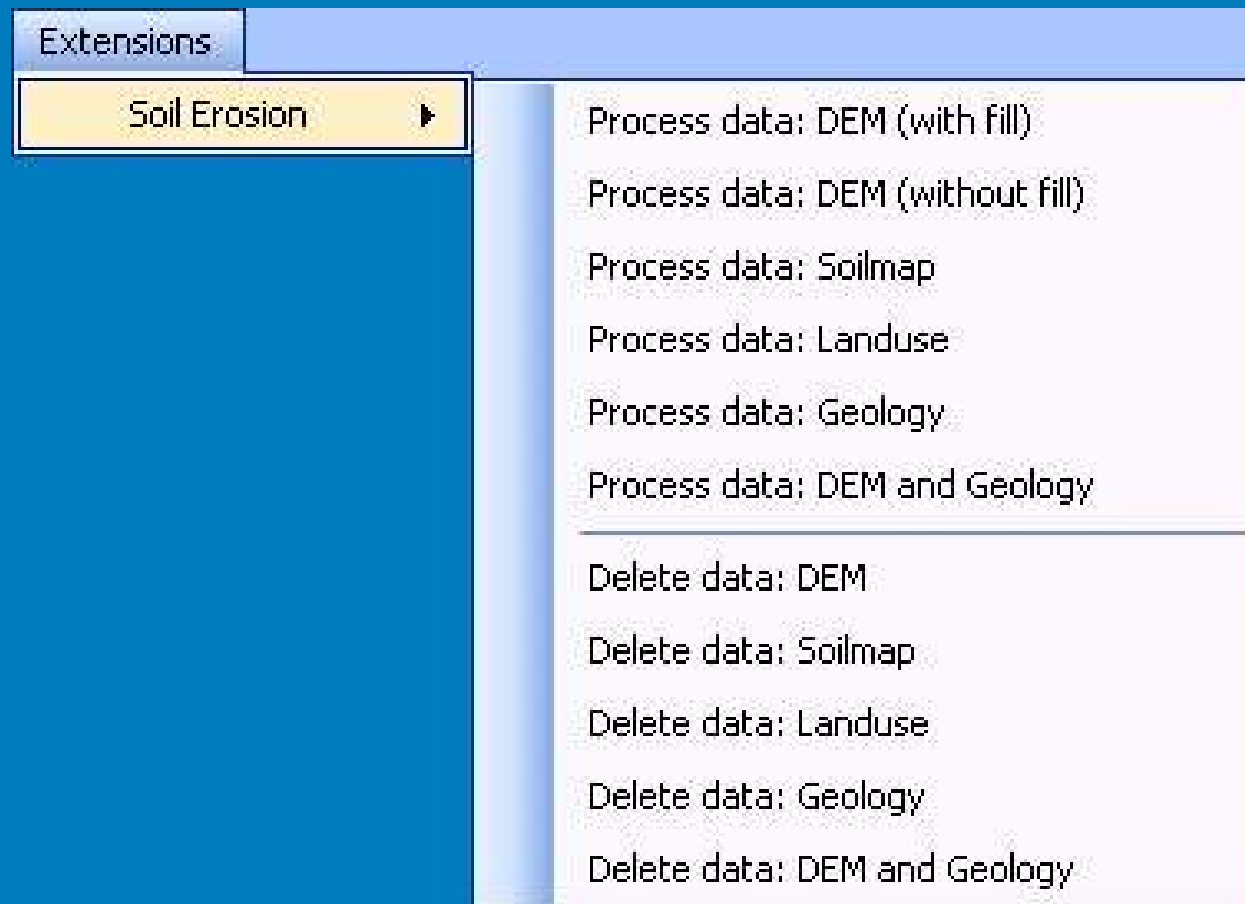 Extensions
Soil Erosion
Process data: DEM (with fill)
Process data: DEM (without fill)
Process data: Soilmap
Process data: Landuse
Process data: Geology
Process data: DEM and Geology
Delete data: DEM
Delete data: Soilmap
Delete data: Landuse
Delete data: Geology
Delete data: DEM and Geology